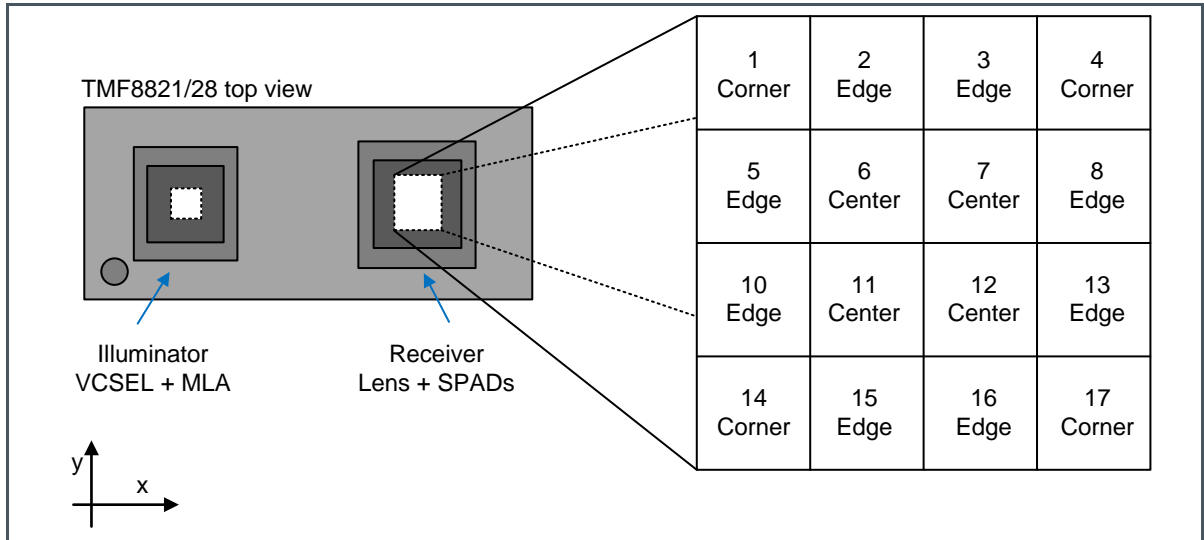 TMF8821/28 top view
Illuminator
VCSEL + MLA
Receiver
Lens + SPADs
y
x
1 2 3 4
Corner Edge Edge Corner
5 6 7 8
Edge Center Center Edge
10 11 12 13
Edge Center Center Edge
14 15 16 17
Corner Edge Edge Corner